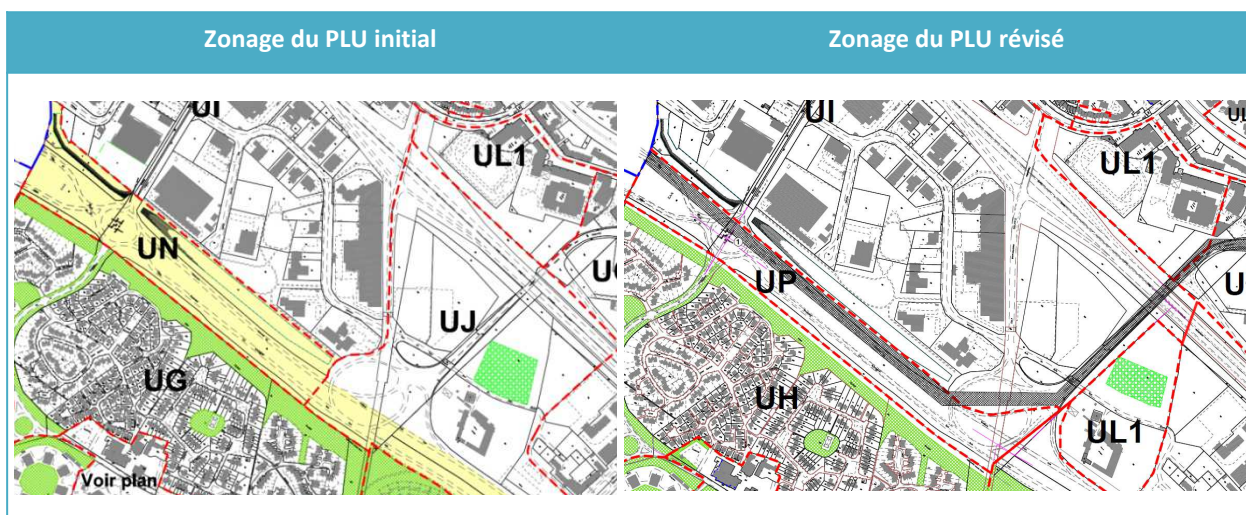 Zonage du PLU initial
Zonage du PLU révisé
UI
UL1
UN
UJ
UG
Voir plan
UI
UL1
UP
UH
UL1